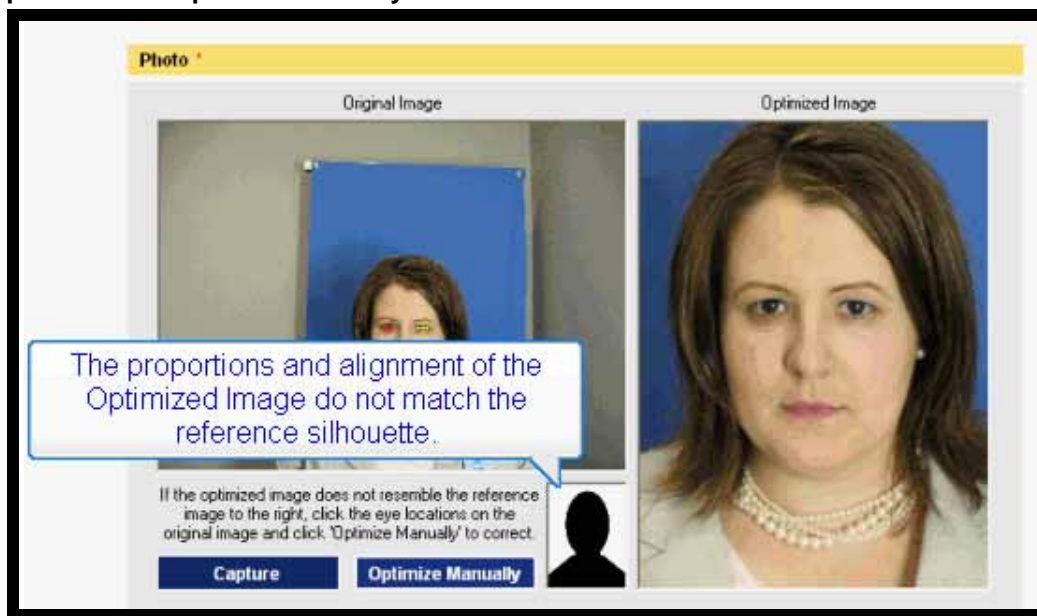 Photo *
Original Image
Optimized Image
The proportions and alignment of the
Optimized Image do not match the
reference silhouette.
If the optimized image does not resemble the reference
image to the right, click the eye locations on the
original image and click 'Optimize Manually' to correct.
Capture
Optimize Manually